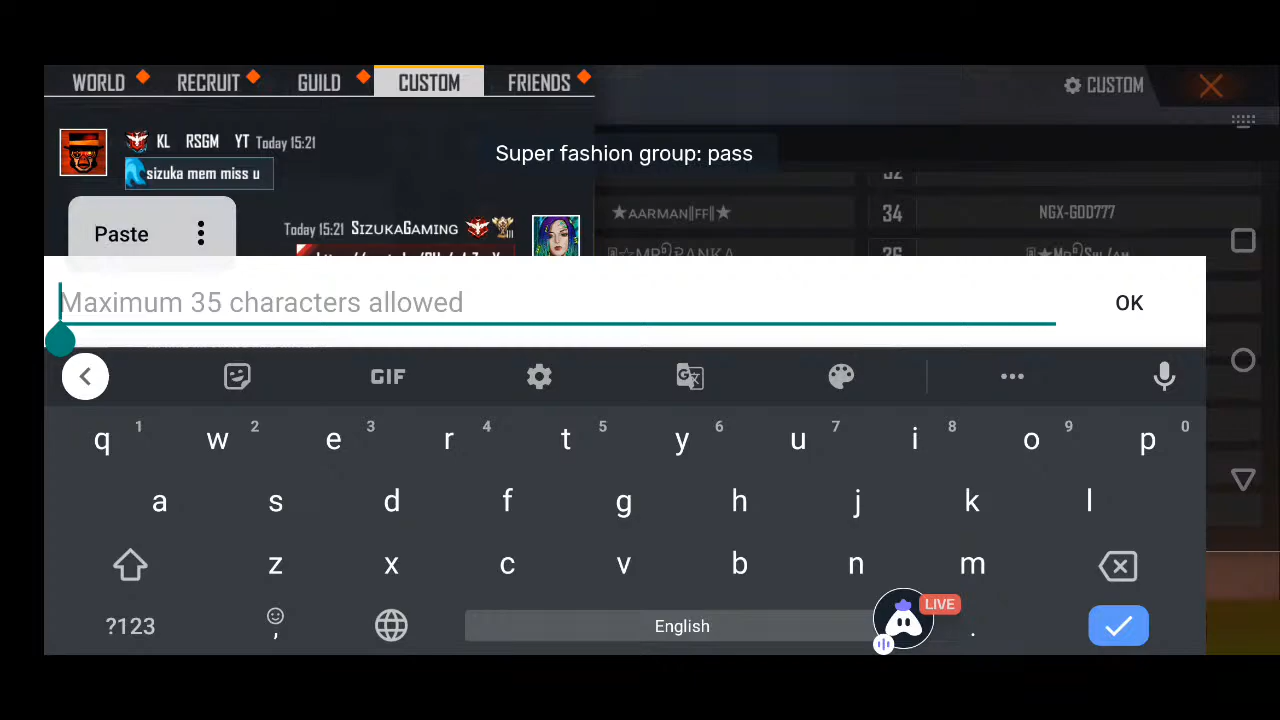 WORLD RECRUIT GUILD CUSTOM FRIENDS
CUSTOM
KL RSGM YT Today 15:21
sizuka mem miss u
Super fashion group: pass
Today 15:21 SIZUKAGAMING
★AARMAN||FF||★ 34 NGX-GOD777
Paste
Maximum 35 characters allowed
OK
GIF
q 1 w 2 e 3 r 4 t 5 y 6 u 7 i 8 o 9 p 0
a s d f g h j k l
z x c v b n m
?123 , English .
LIVE